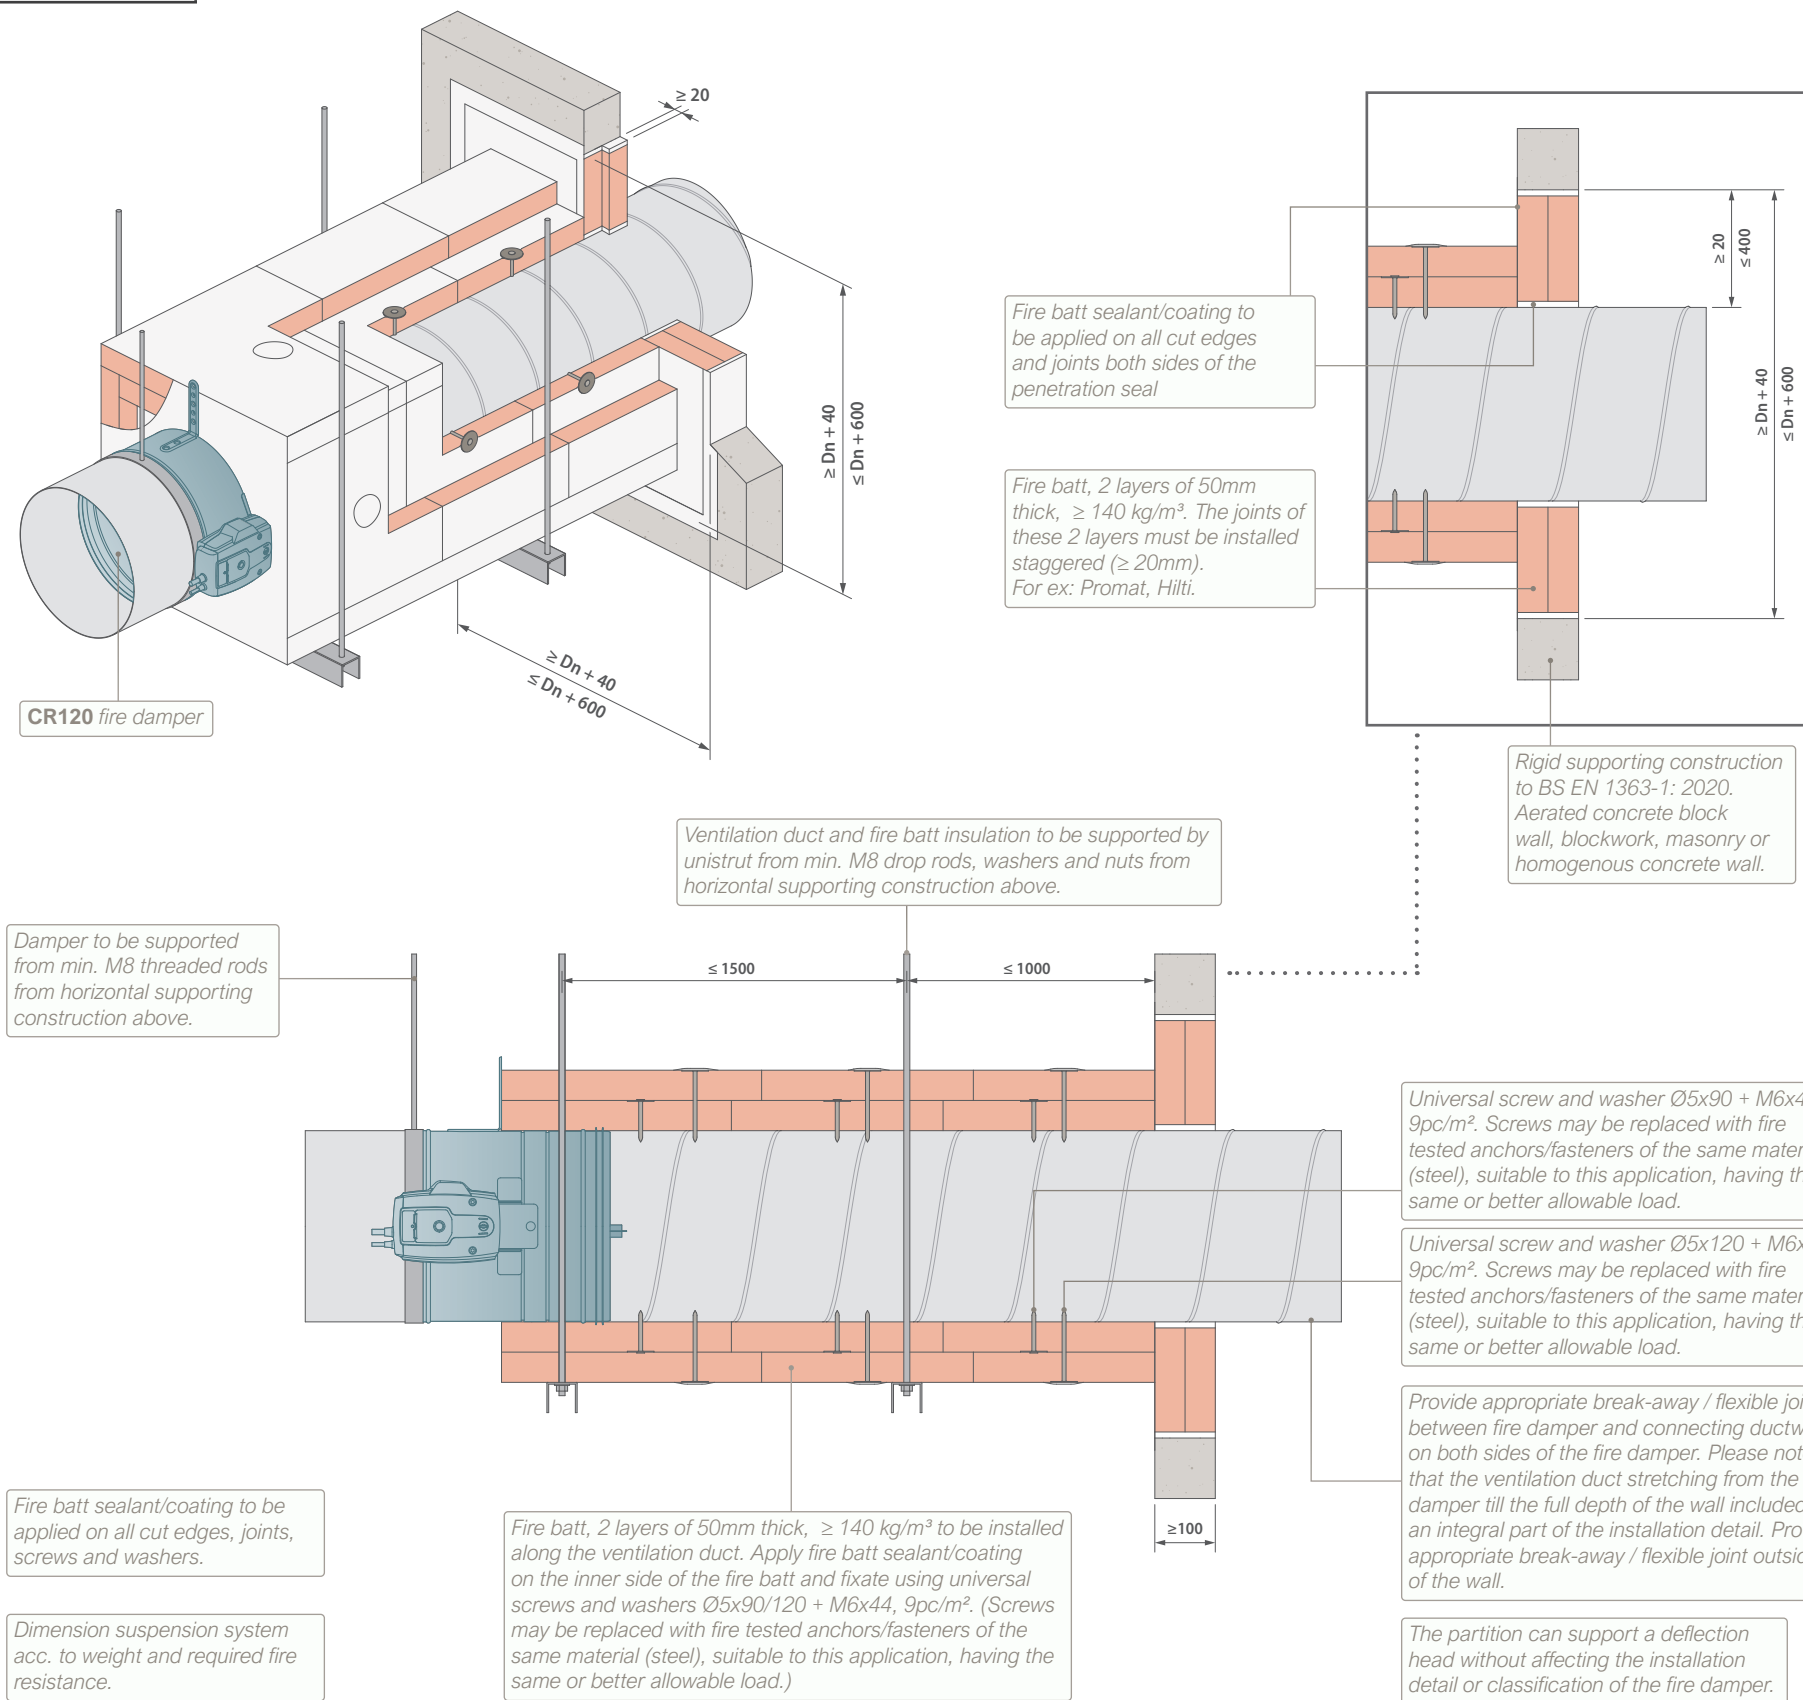 ≥ 20
≥ Dn + 40
≤ Dn + 600
≥ Dn + 40
≤ Dn + 600
CR120 fire damper
≥ 20
≤ 400
≥ Dn + 40
≤ Dn + 600
Fire batt sealant/coating to
be applied on all cut edges
and joints both sides of the
penetration seal
Fire batt, 2 layers of 50mm
thick, ≥ 140 kg/m³. The joints of
these 2 layers must be installed
staggered (≥ 20mm).
For ex: Promat, Hilti.
Rigid supporting construction
to BS EN 1363-1: 2020.
Aerated concrete block
wall, blockwork, masonry or
homogenous concrete wall.
Ventilation duct and fire batt insulation to be supported by
unistrut from min. M8 drop rods, washers and nuts from
horizontal supporting construction above.
Damper to be supported
from min. M8 threaded rods
from horizontal supporting
construction above.
≤ 1500
≤ 1000
Universal screw and washer Ø5x90 +
9pc/m². Screws may be replaced with fire
tested anchors/fasteners of the same
(steel), suitable to this application, having
same or better allowable load.
Universal screw and washer Ø5x120 +
9pc/m². Screws may be replaced with fire
tested anchors/fasteners of the same
(steel), suitable to this application, having
same or better allowable load.
Provide appropriate break-away / flexible
between fire damper and connecting
on both sides of the fire damper. Please
that the ventilation duct stretching from the
damper till the full depth of the wall included
an integral part of the installation detail.
appropriate break-away / flexible joint
of the wall.
≥100
Fire batt sealant/coating to be
applied on all cut edges, joints,
screws and washers.
Fire batt, 2 layers of 50mm thick, ≥ 140 kg/m³ to be installed
along the ventilation duct. Apply fire batt sealant/coating
on the inner side of the fire batt and fixate using universal
screws and washers Ø5x90/120 + M6x44, 9pc/m². (Screws
may be replaced with fire tested anchors/fasteners of the
same material (steel), suitable to this application, having the
same or better allowable load.)
Dimension suspension system
acc. to weight and required fire
resistance.
The partition can support a deflection
head without affecting the installation
detail or classification of the fire damper.